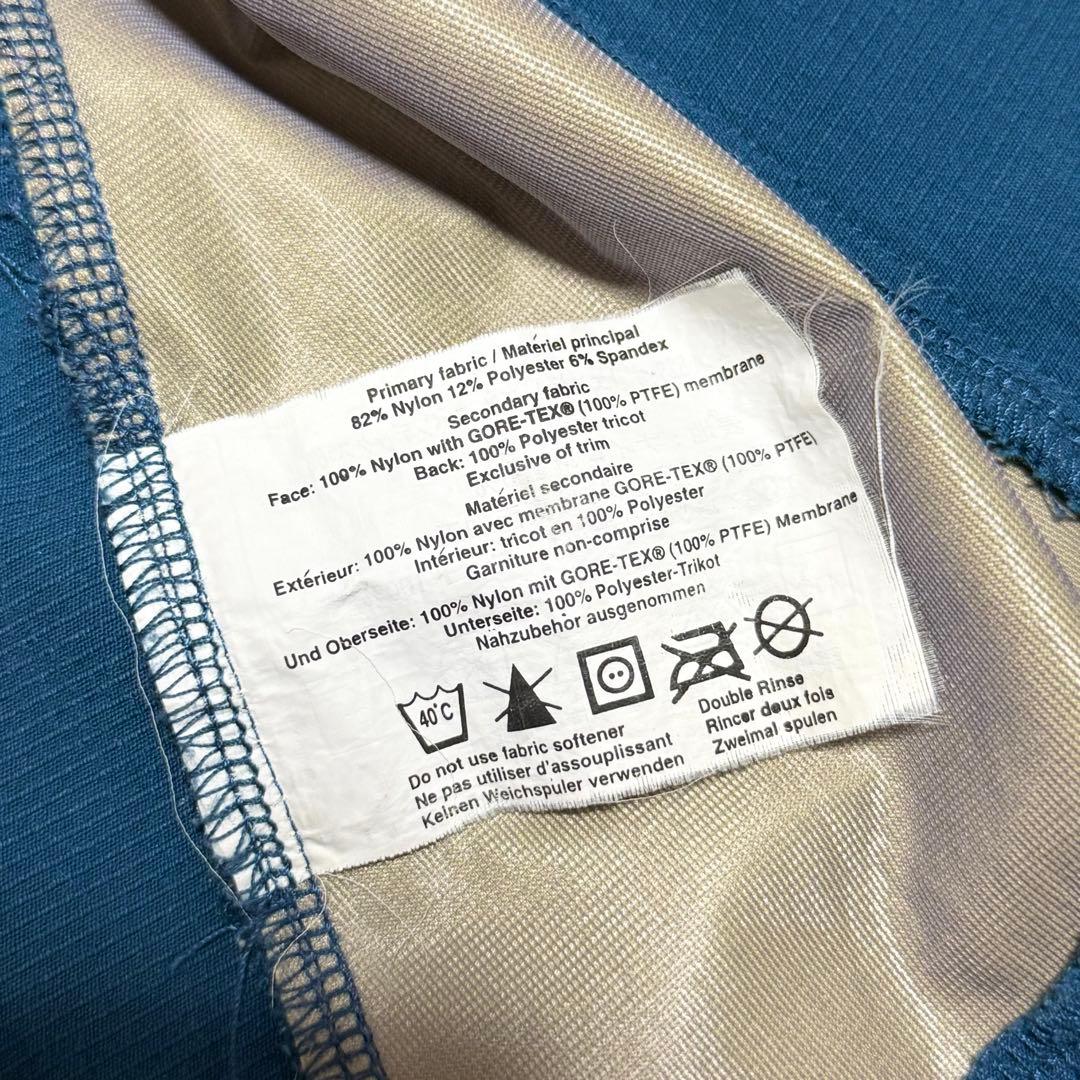 Primary fabric / Matériel principal
82% Nylon 12% Polyester 6% Spandex
Secondary fabric
Face: 100% Nylon with GORE-TEX® (100% PTFE) membrane
Back: 100% Polyester tricot
Exclusive of trim
Matériel secondaire
Extérieur: 100% Nylon avec membrane GORE-TEX® (100% PTFE)
Intérieur: tricot en 100% Polyester
Garniture non-comprise
Und Oberseite: 100% Nylon mit GORE-TEX® (100% PTFE) Membrane
Unterseite: 100% Polyester-Trikot
Nahzubehör ausgenommen
40°C
Do not use fabric softener
Ne pas utiliser d'assouplissant
Keinen Weichspüler verwenden
Double Rinse
Rincer deux fois
Zweimal spulen